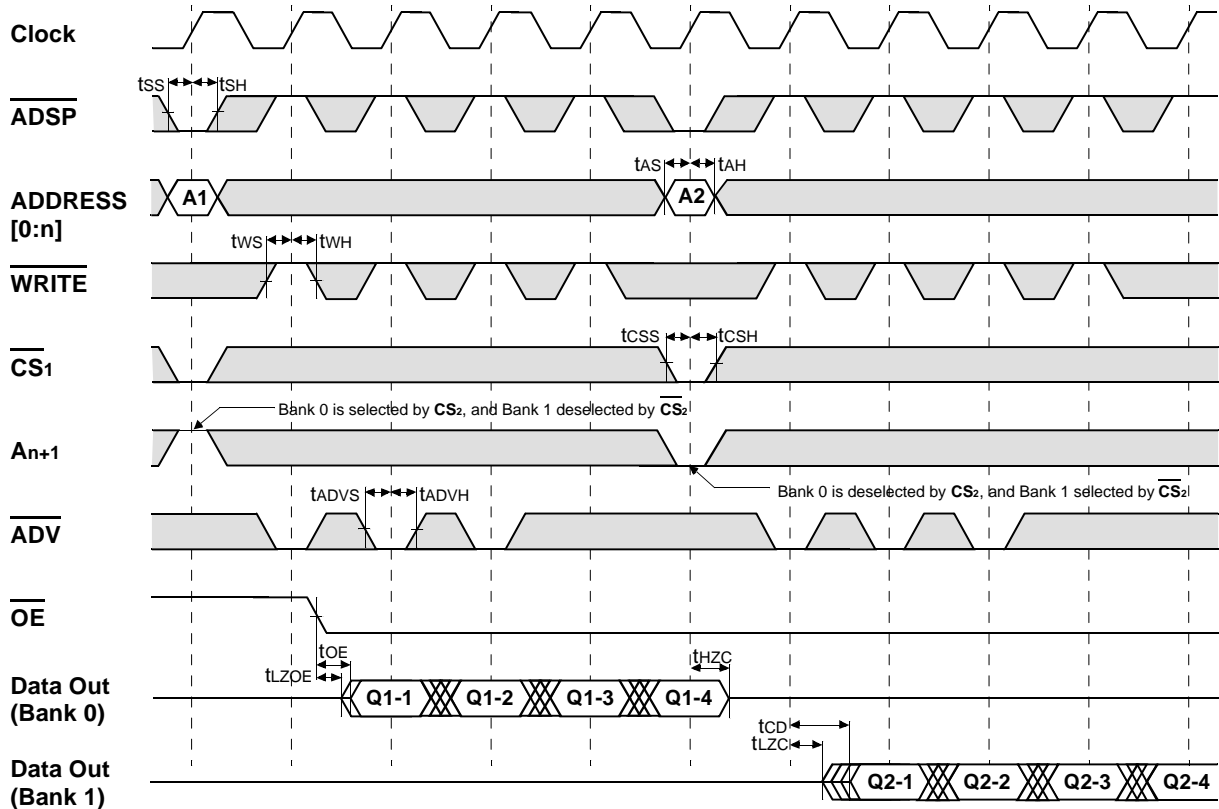 Clock
tSS tSH
ADSP
tAS tAH
ADDRESS
[0:n]
A1 A2
tWS tWH
WRITE
tCSS tCSH
CS1
Bank 0 is selected by CS2, and Bank 1 deselected by CS2
An+1
Bank 0 is deselected by CS2, and Bank 1 selected by CS2
tADVS tADVH
ADV
OE
tOE
tLZOE
tHZC
Data Out
(Bank 0)
Q1-1 Q1-2 Q1-3 Q1-4
tCD
tLZC
Data Out
(Bank 1)
Q2-1 Q2-2 Q2-3 Q2-4